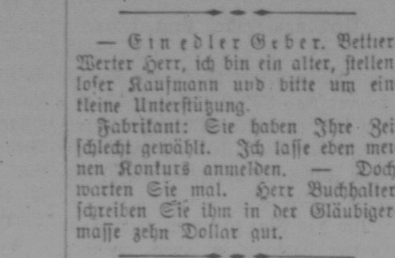 — Ein edler Geber. Bettler
Werter Herr, ich bin ein alter, stellen
loser Kaufmann und bitte um ein
kleine Unterstützung.
Fabrikant: Sie haben Ihre Zei
schlecht gewählt. Ich lasse eben mei
nen Konkurs anmelden. — Doch
warten Sie mal. Herr Buchhalter
schreiben Sie ihm in der Gläubiger
masse zehn Dollar gut.